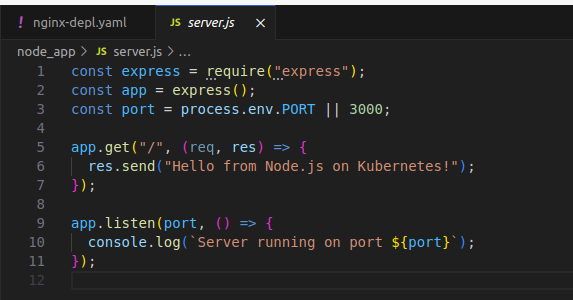 ! nginx-depl.yaml JS server.js ×
node_app > JS server.js > ...
1 const express = require("express");
2 const app = express();
3 const port = process.env.PORT || 3000;
4
5 app.get("/", (req, res) => {
6   res.send("Hello from Node.js on Kubernetes!");
7 });
8
9 app.listen(port, () => {
10   console.log(`Server running on port ${port}`);
11 });
12